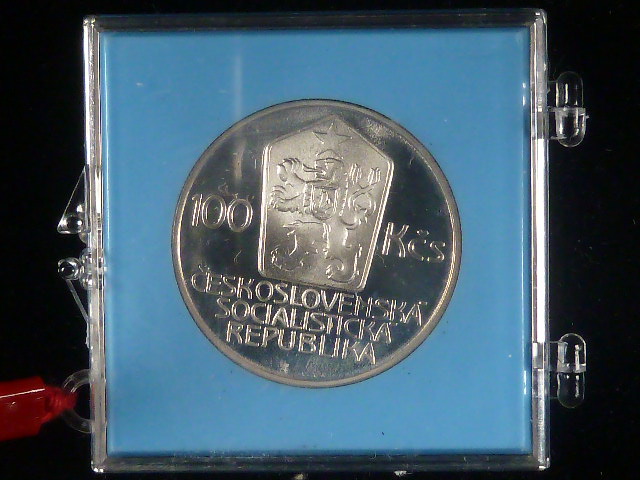 100 Kčs
ČESKOSLOVENSKÁ
SOCIALISTICKÁ
REPUBLIKA